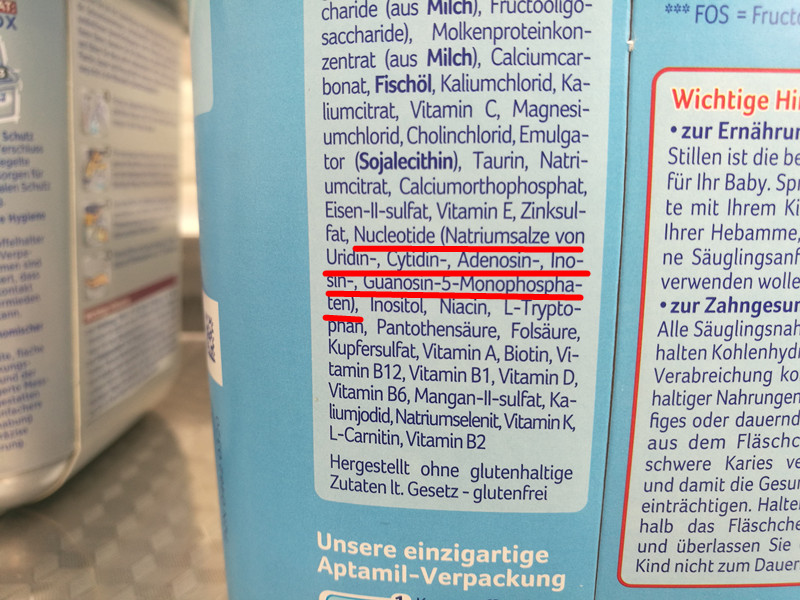 charide (aus Milch), Fructooligo-
saccharide), Molkenproteinkon-
zentrat (aus Milch), Calciumcar-
bonat, Fischöl, Kaliumchlorid, Ka-
liumcitrat, Vitamin C, Magnesi-
umchlorid, Cholinchlorid, Emulga-
tor (Sojalecithin), Taurin, Natri-
umcitrat, Calciumorthophosphat,
Eisen-II-sulfat, Vitamin E, Zinksul-
fat, Nucleotide (Natriumsalze von
Uridin-, Cytidin-, Adenosin-, Ino-
sin-, Guanosin-5-Monophospha-
ten), Inositol, Niacin, L-Trypto-
phan, Pantothensäure, Folsäure,
Kupfersulfat, Vitamin A, Biotin, Vi-
tamin B12, Vitamin B1, Vitamin D,
Vitamin B6, Mangan-II-sulfat, Ka-
liumjodid, Natriumselenit, Vitamin K,
L-Carnitin, Vitamin B2
Hergestellt ohne glutenhaltige
Zutaten lt. Gesetz - glutenfrei
Unsere einzigartige
Aptamil-Verpackung
*** FOS = Fructo
Wichtige Hi
• zur Ernährun
Stillen ist die be
für Ihr Baby. Spr
te mit Ihrem K
Ihrer Hebamme,
ne Säuglingsanf
verwenden wolle
• zur Zahngesun
Alle Säuglingsnah
halten Kohlenhyd
Verabreichung ko
haltiger Nahrungen
figes oder dauernd
aus dem Fläschc
schwere Karies ve
und damit die Gesun
einträchtigen. Halte
halb das Fläschche
und überlassen Sie
Kind nicht zum Dauer